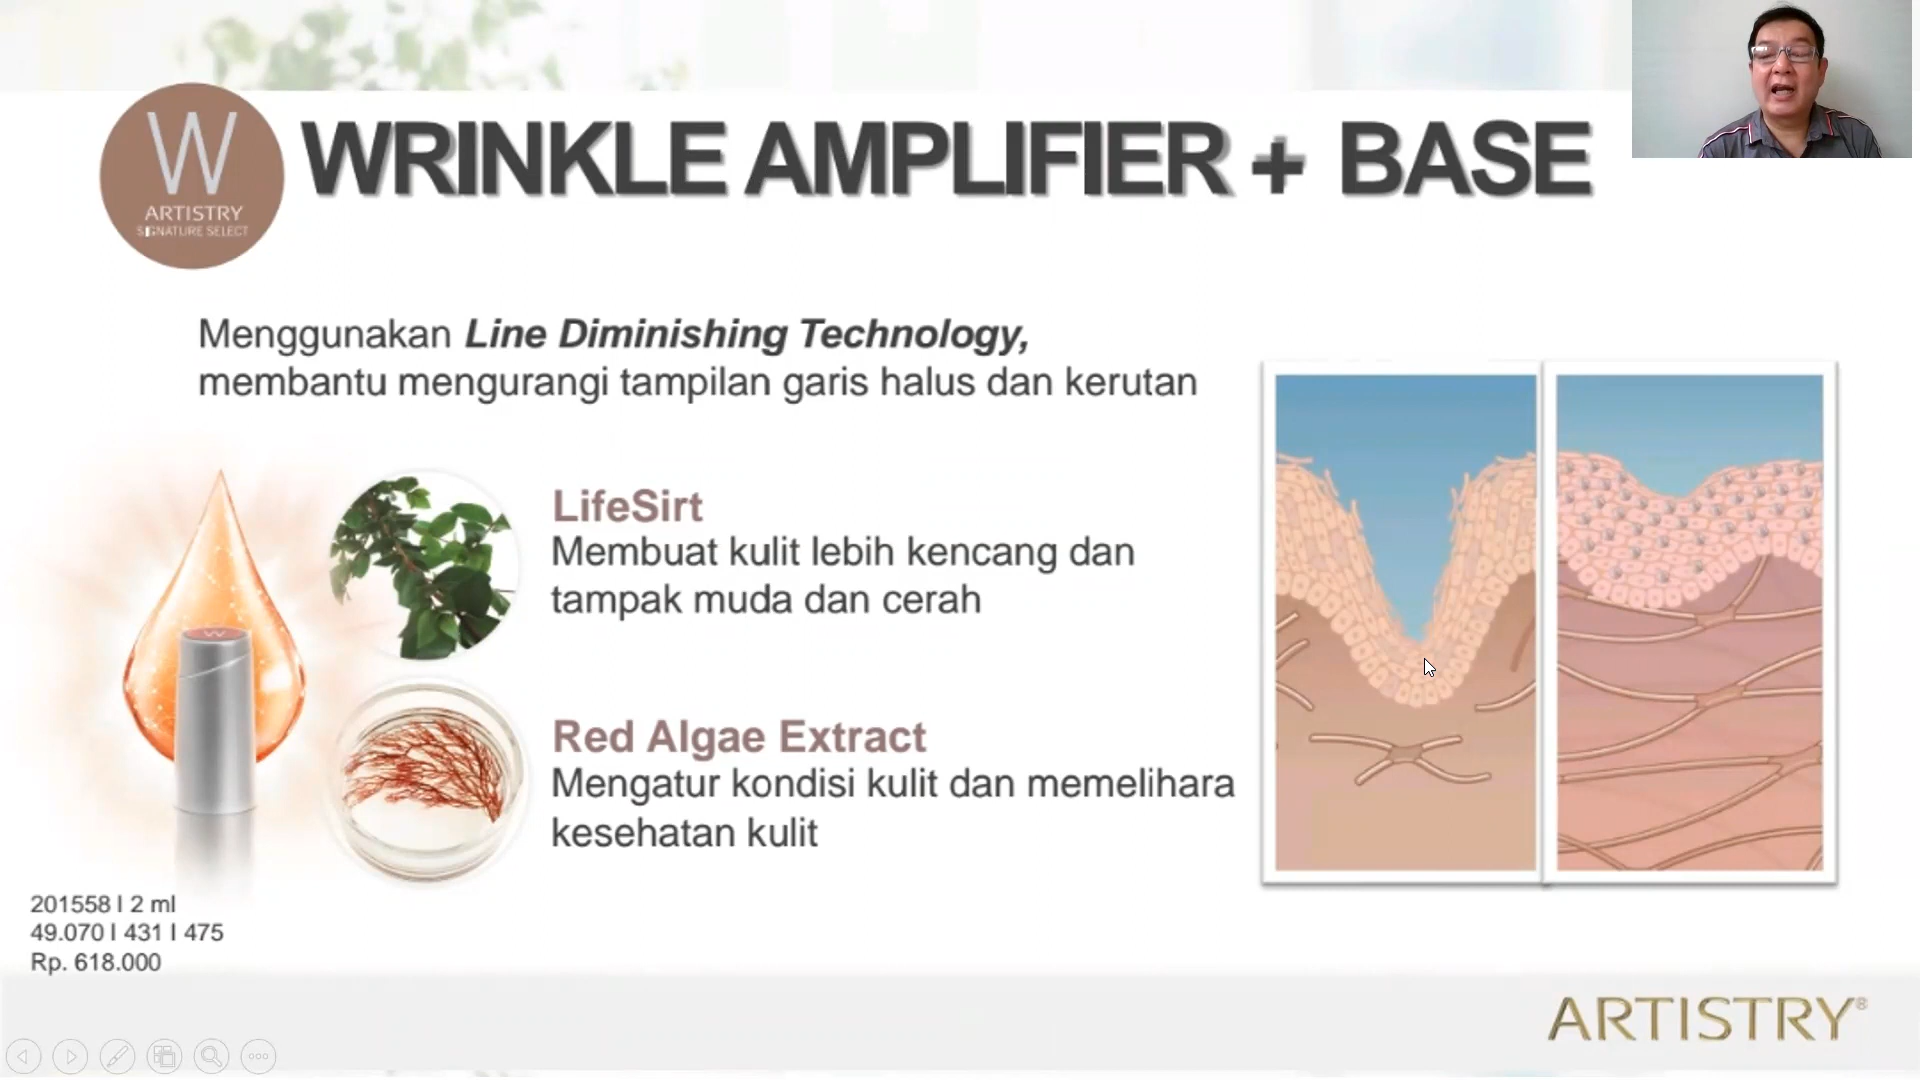 W
ARTISTRY
SIGNATURE SELECT
WRINKLE AMPLIFIER + BASE
Menggunakan Line Diminishing Technology,
membantu mengurangi tampilan garis halus dan kerutan
LifeSirt
Membuat kulit lebih kencang dan
tampak muda dan cerah
W
Red Algae Extract
Mengatur kondisi kulit dan memelihara
kesehatan kulit
201558 I 2 ml
49.070 I 431 I 475
Rp. 618.000
ARTISTRY®